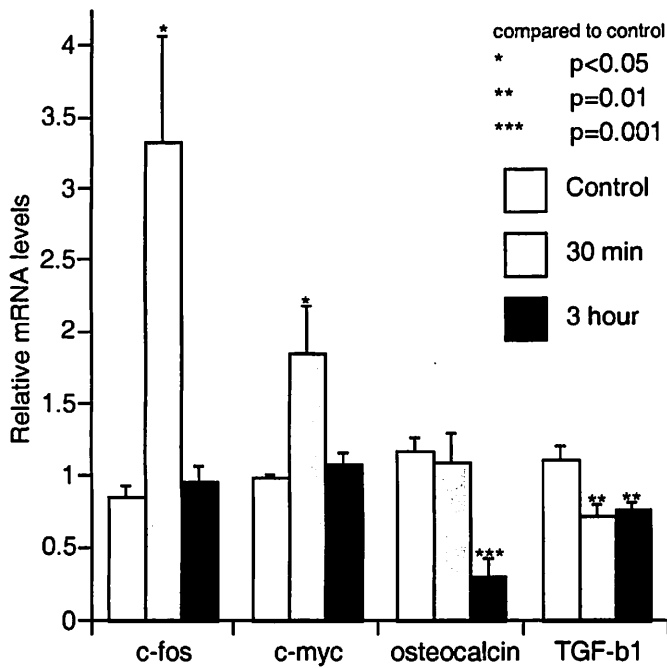 compared to control
* p<0.05
** p=0.01
*** p=0.001
Control
30 min
3 hour
Relative mRNA levels
4
3.5
3
2.5
2
1.5
1
0.5
0
*
*
***
**
**
c-fos
c-myc
osteocalcin
TGF-b1